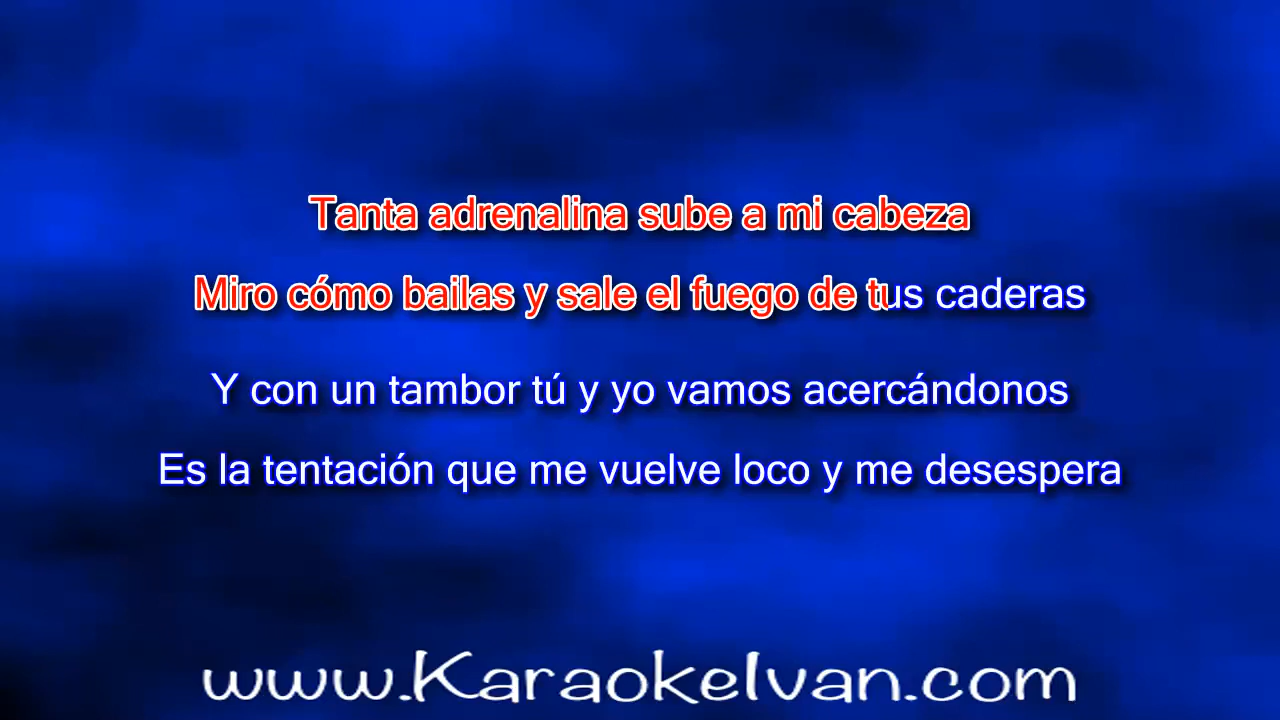 Tanta adrenalina sube a mi cabeza
Miro cómo bailas y sale el fuego de tus caderas
Y con un tambor tú y yo vamos acercándonos
Es la tentación que me vuelve loco y me desespera
www.KaraokeIvan.com